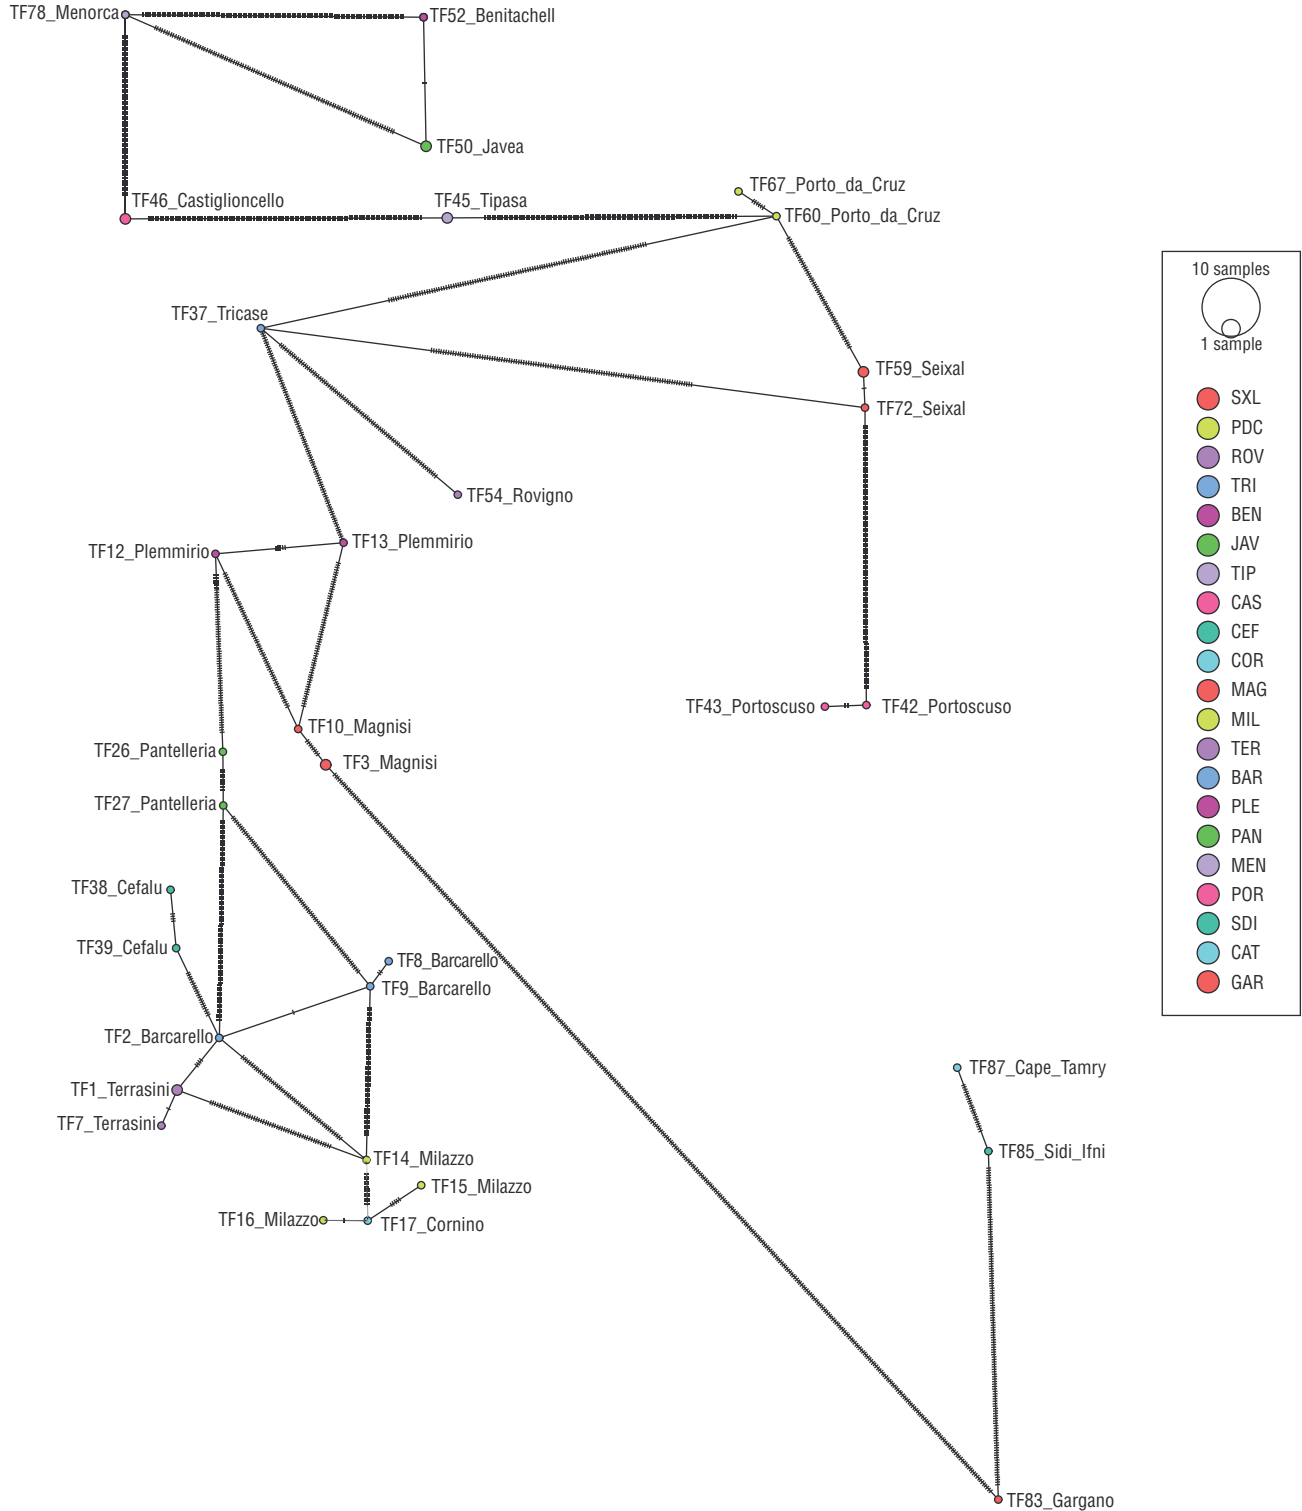 TF78_Menorca
TF52_Benitachell
TF50_Javea
TF67_Porto_da_Cruz
TF46_Castiglioncello
TF45_Tipasa
TF60_Porto_da_Cruz
TF37_Tricase
TF59_Seixal
TF72_Seixal
TF54_Rovigno
TF12_Plemmirio
TF13_Plemmirio
TF43_Portoscuso
TF42_Portoscuso
TF10_Magnisi
TF26_Pantelleria
TF3_Magnisi
TF27_Pantelleria
TF38_Cefalu
TF39_Cefalu
TF8_Barcarello
TF9_Barcarello
TF2_Barcarello
TF1_Terrasini
TF7_Terrasini
TF14_Milazzo
TF15_Milazzo
TF16_Milazzo
TF17_Cornino
TF87_Cape_Tamry
TF85_Sidi_Ifni
TF83_Gargano
10 samples
1 sample
SXL
PDC
ROV
TRI
BEN
JAV
TIP
CAS
CEF
COR
MAG
MIL
TER
BAR
PLE
PAN
MEN
POR
SDI
CAT
GAR